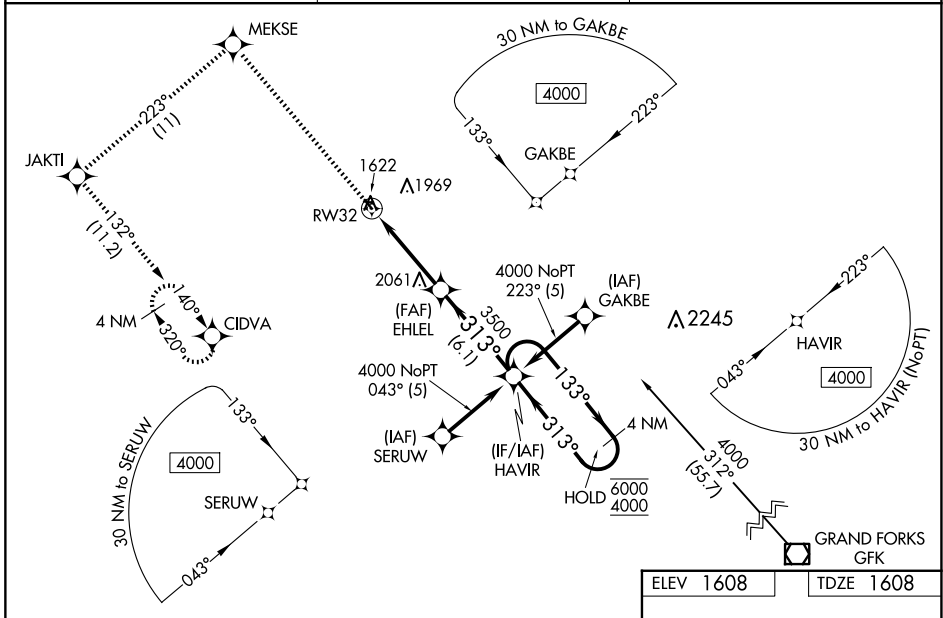 MEKSE
30 NM to GAKBE
4000
133°
223°
GAKBE
223°
(11)
JAKTI
1622
1969
RW32
132°
(11.2)
140°
4 NM
320°
CIDVA
2061
(FAF)
EHLEL
3500
313°
(6.1)
4000 NoPT
223° (5)
(IAF)
GAKBE
2245
223°
HAVIR
043°
4000
30 NM to HAVIR (NoPT)
4000 NoPT
043° (5)
(IAF)
SERUW
(IF/IAF)
HAVIR
133°
313°
4 NM
HOLD
6000
4000
4000
312°
(55.7)
GRAND FORKS
GFK
30 NM to SERUW
4000
133°
SERUW
043°
ELEV 1608
TDZE 1608